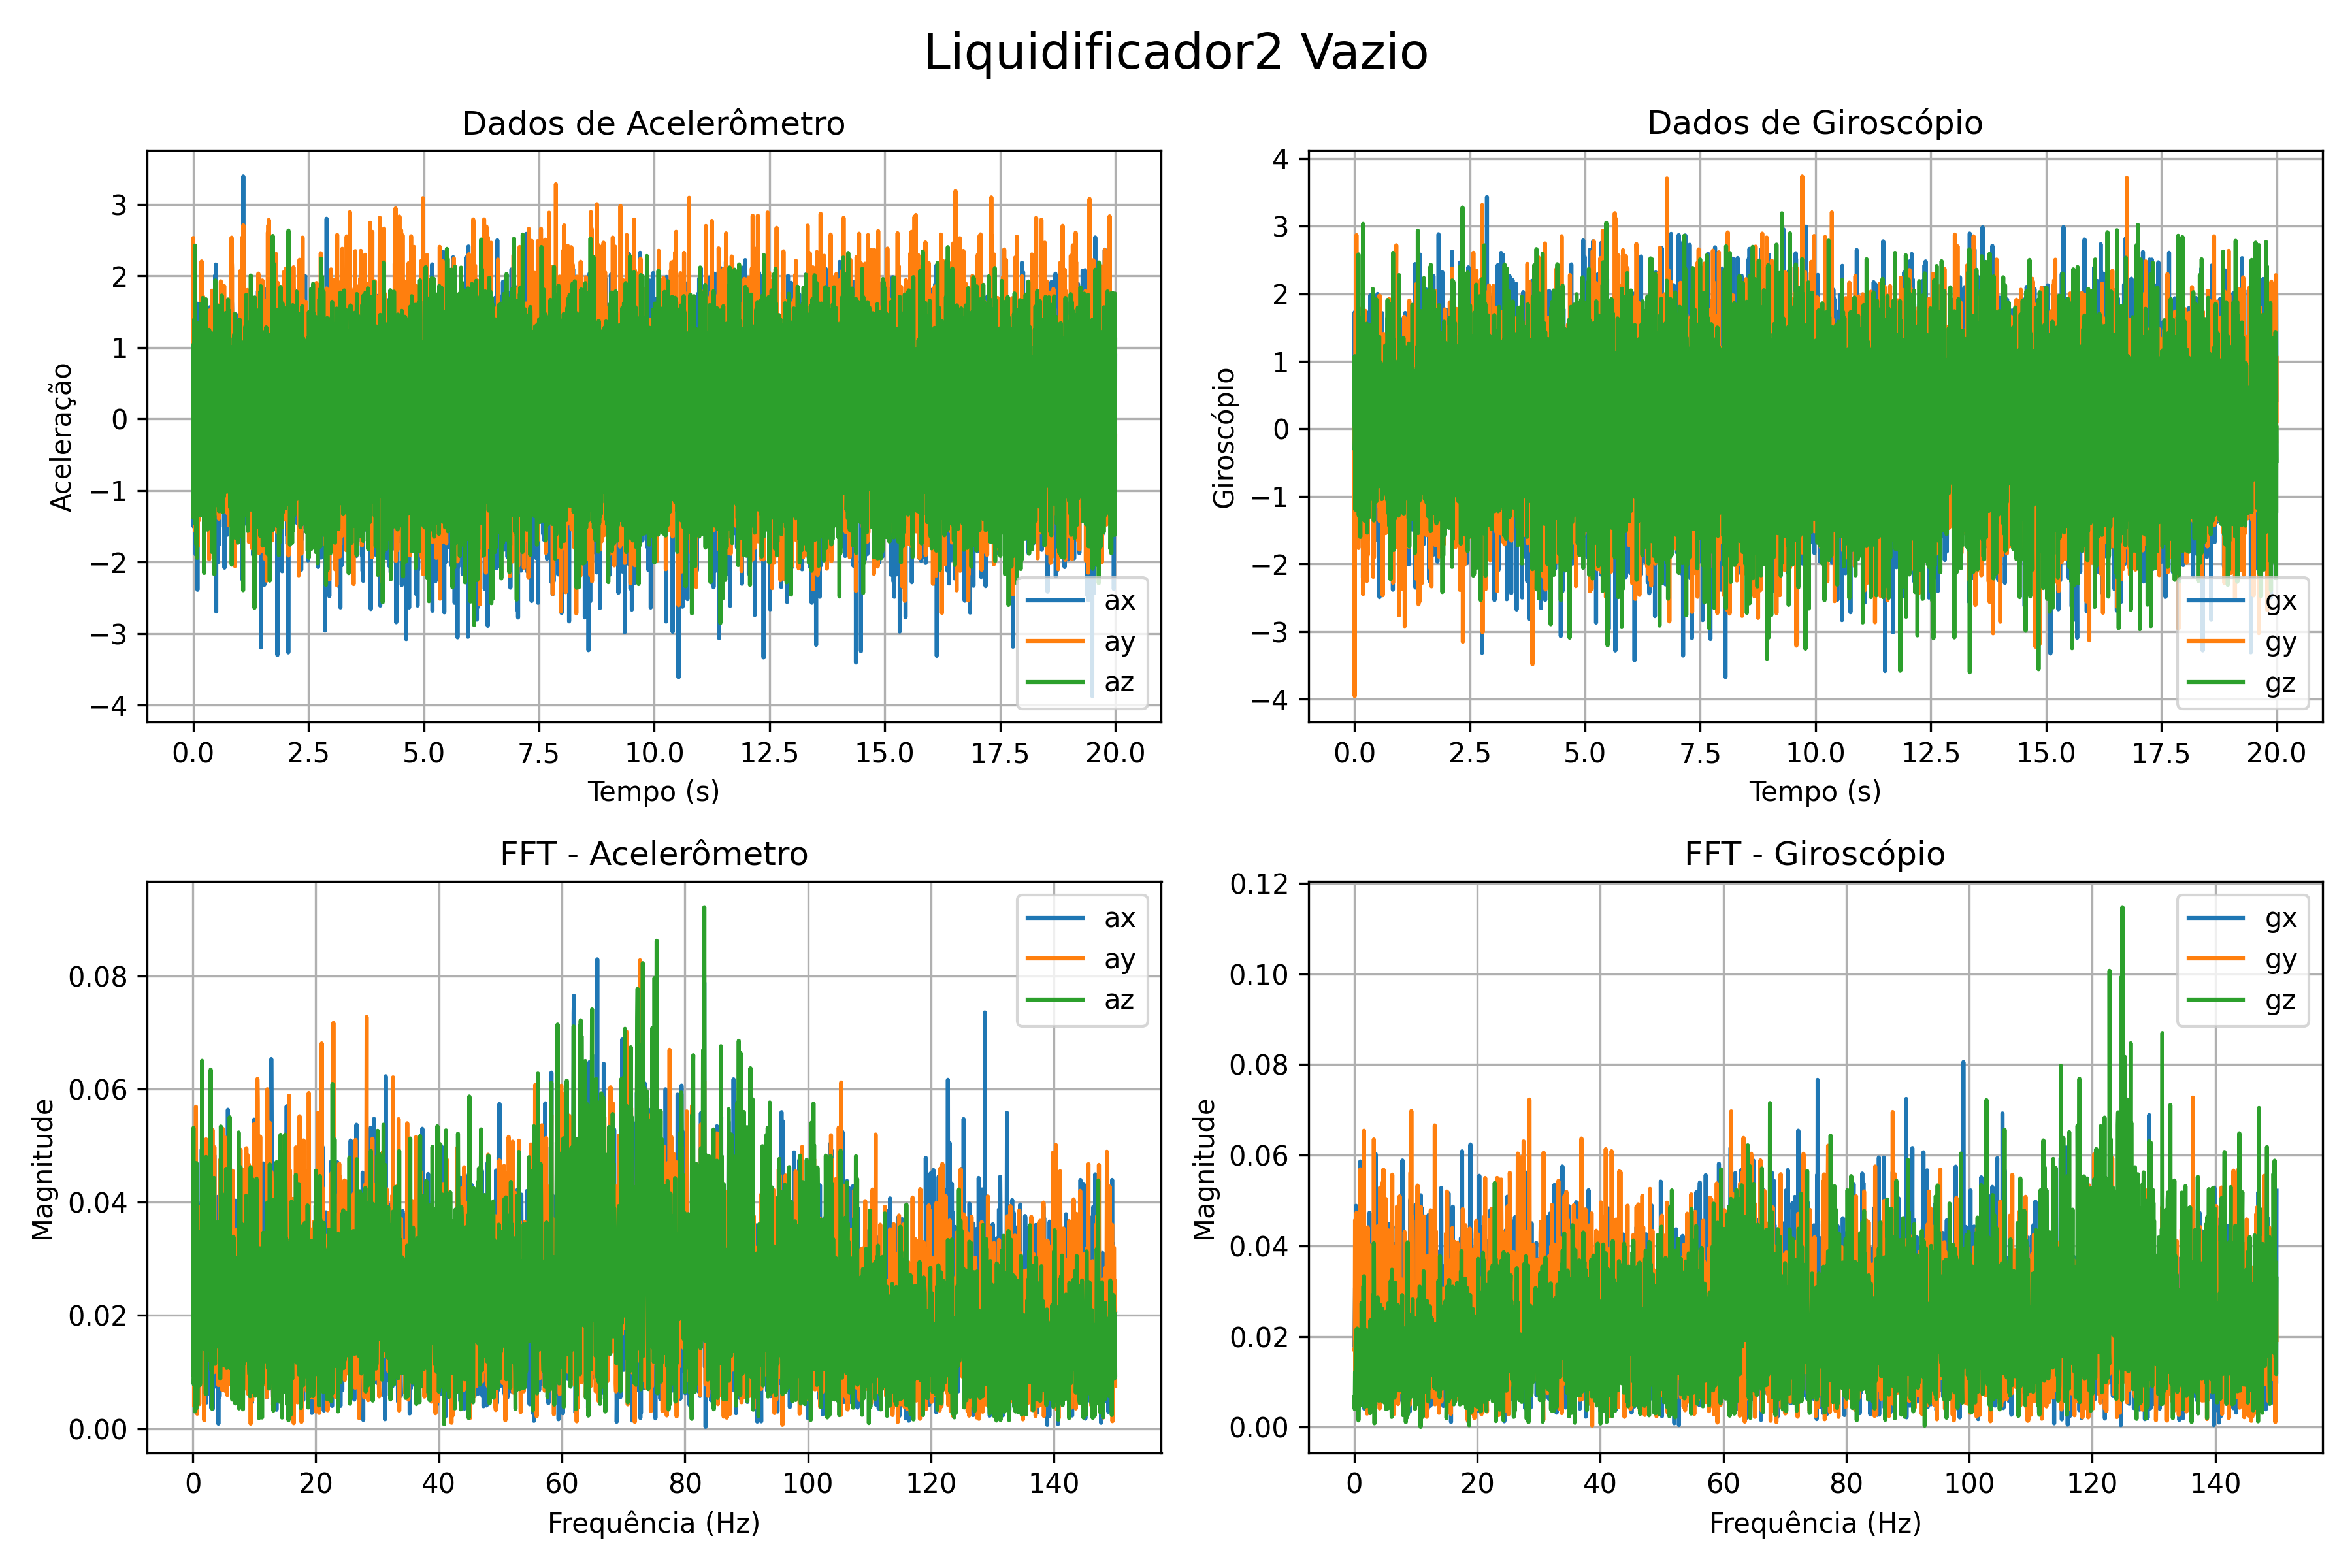 Liquidificador2 Vazio
Dados de Acelerômetro
Aceleração
3
2
1
0
−1
−2
−3
−4
0.0 2.5 5.0 7.5 10.0 12.5 15.0 17.5 20.0
Tempo (s)
ax
ay
az
Dados de Giroscópio
Giroscópio
4
3
2
1
0
−1
−2
−3
−4
0.0 2.5 5.0 7.5 10.0 12.5 15.0 17.5 20.0
Tempo (s)
gx
gy
gz
FFT - Acelerômetro
Magnitude
0.08
0.06
0.04
0.02
0.00
0 20 40 60 80 100 120 140
Frequência (Hz)
ax
ay
az
FFT - Giroscópio
Magnitude
0.12
0.10
0.08
0.06
0.04
0.02
0.00
0 20 40 60 80 100 120 140
Frequência (Hz)
gx
gy
gz